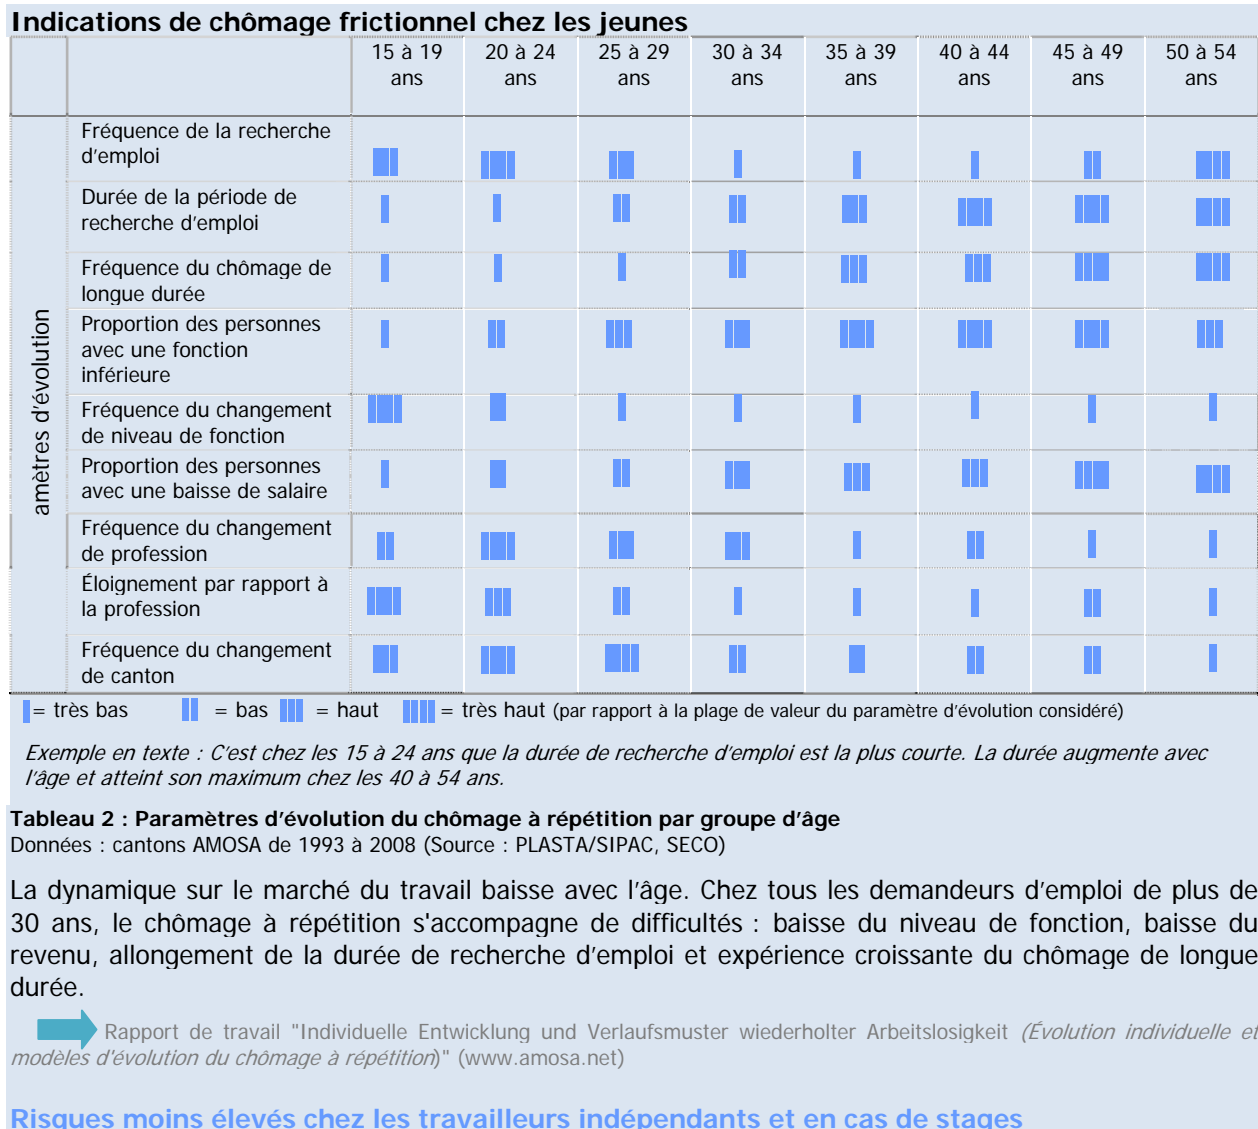 Indications de chômage frictionnel chez les jeunes
15 à 19 ans
20 à 24 ans
25 à 29 ans
30 à 34 ans
35 à 39 ans
40 à 44 ans
45 à 49 ans
50 à 54 ans
amètres d'évolution
Fréquence de la recherche
d'emploi
Durée de la période de
recherche d'emploi
Fréquence du chômage de
longue durée
Proportion des personnes
avec une fonction
inférieure
Fréquence du changement
de niveau de fonction
Proportion des personnes
avec une baisse de salaire
Fréquence du changement
de profession
Éloignement par rapport à
la profession
Fréquence du changement
de canton
= très bas = bas = haut = très haut (par rapport à la plage de valeur du paramètre d'évolution considéré)
Exemple en texte : C'est chez les 15 à 24 ans que la durée de recherche d'emploi est la plus courte. La durée augmente avec
l'âge et atteint son maximum chez les 40 à 54 ans.
Tableau 2 : Paramètres d'évolution du chômage à répétition par groupe d'âge
Données : cantons AMOSA de 1993 à 2008 (Source : PLASTA/SIPAC, SECO)
La dynamique sur le marché du travail baisse avec l'âge. Chez tous les demandeurs d'emploi de plus de
30 ans, le chômage à répétition s'accompagne de difficultés : baisse du niveau de fonction, baisse du
revenu, allongement de la durée de recherche d'emploi et expérience croissante du chômage de longue
durée.
Rapport de travail "Individuelle Entwicklung und Verlaufsmuster wiederholter Arbeitslosigkeit (Évolution individuelle et
modèles d'évolution du chômage à répétition)" (www.amosa.net)
Risques moins élevés chez les travailleurs indépendants et en cas de stages